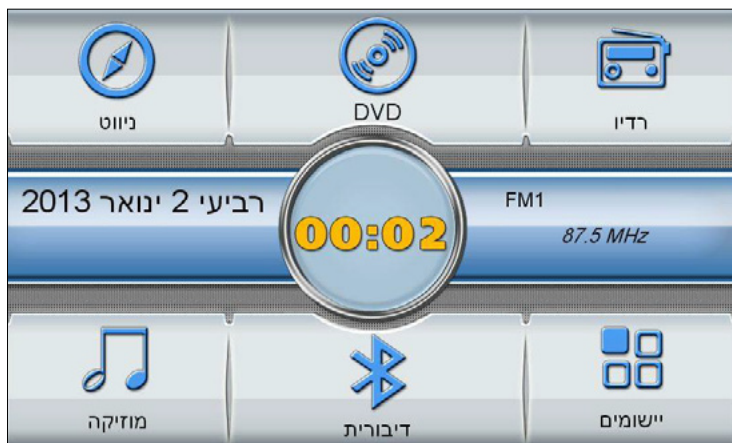 רדיו
DVD
ניווט
FM1
87.5 MHz
00:02
רביעי 2 ינואר 2013
יישומים
דיבורית
מוזיקה